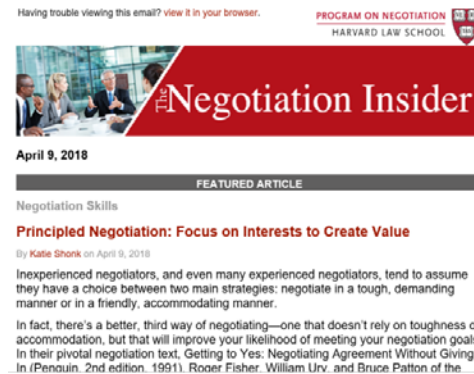 Having trouble viewing this email? view it in your browser.
PROGRAM ON NEGOTIATION
HARVARD LAW SCHOOL
The Negotiation Insider
April 9, 2018
FEATURED ARTICLE
Negotiation Skills
Principled Negotiation: Focus on Interests to Create Value
By Katie Shonk on April 9, 2018
Inexperienced negotiators, and even many experienced negotiators, tend to assume
they have a choice between two main strategies: negotiate in a tough, demanding
manner or in a friendly, accommodating manner.
In fact, there's a better, third way of negotiating—one that doesn't rely on toughness o
accommodation, but that will improve your likelihood of meeting your negotiation goals
In their pivotal negotiation text, Getting to Yes: Negotiating Agreement Without Giving
In (Penguin, 2nd edition, 1991), Roger Fisher, William Ury, and Bruce Patton of the